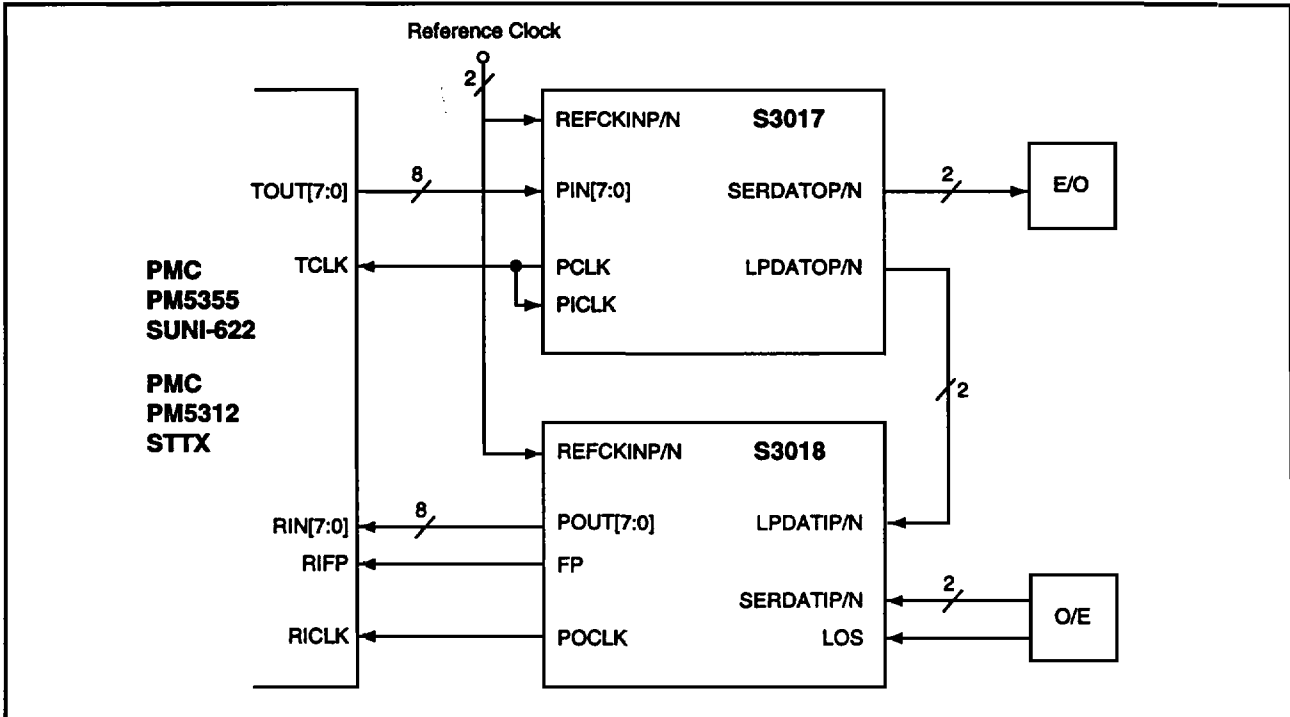 Reference Clock
2
REFCKINP/N S3017
TOUT[7:0] 8 PIN[7:0] SERDATOP/N 2 E/O
TCLK PCLK LPDATOP/N
PICLK
PMC
PM5355
SUNI-622
PMC
PM5312
STTX
2
REFCKINP/N S3018
RIN[7:0] 8 POUT[7:0] LPDATIP/N
RIFP FP
SERDATIP/N 2 O/E
RICLK POCLK LOS